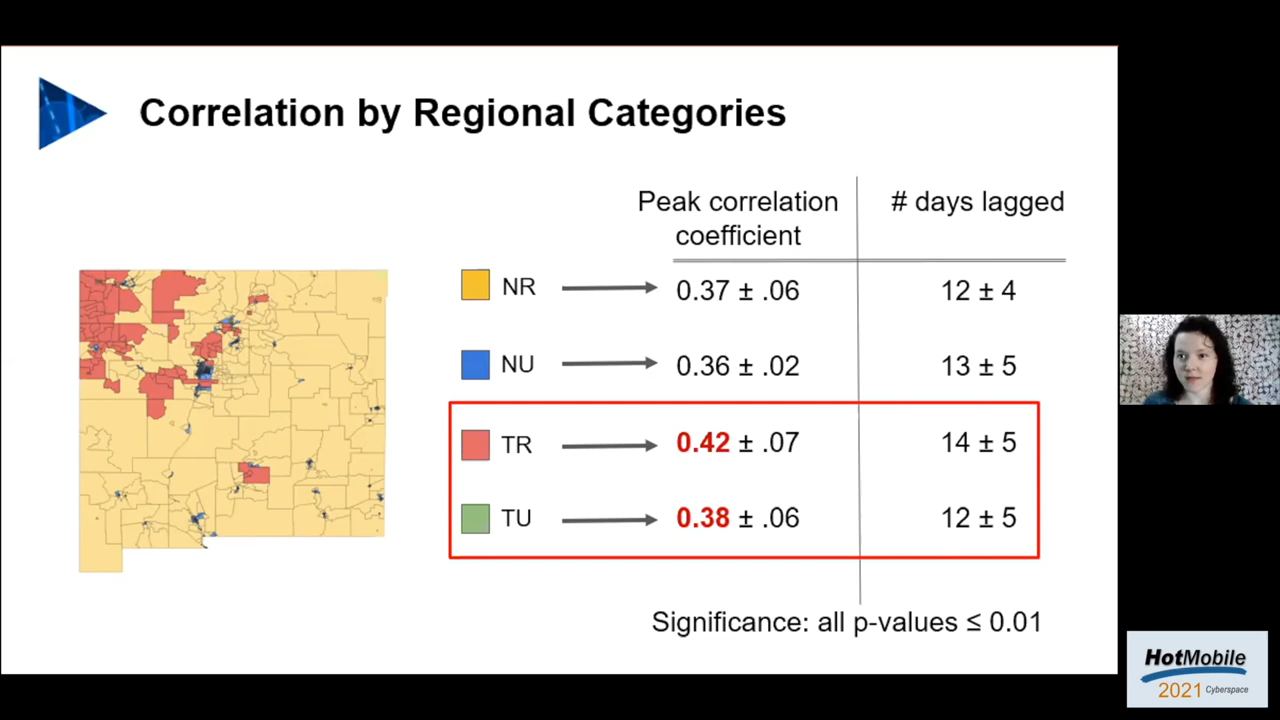 Correlation by Regional Categories
Peak correlation
coefficient
# days lagged
NR 0.37 ± .06 12 ± 4
NU 0.36 ± .02 13 ± 5
TR 0.42 ± .07 14 ± 5
TU 0.38 ± .06 12 ± 5
Significance: all p-values ≤ 0.01
HotMobile
2021 Cyberspace